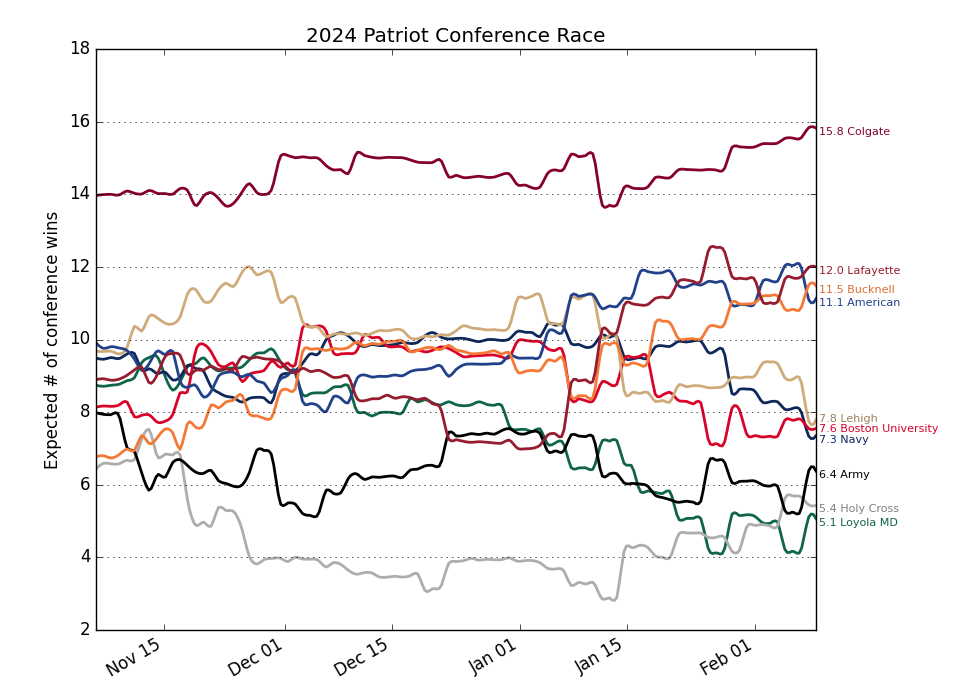 2024 Patriot Conference Race
Expected # of conference wins
18
16
14
12
10
8
6
4
2
Nov 15
Dec 01
Dec 15
Jan 01
Jan 15
Feb 01
15.8 Colgate
12.0 Lafayette
11.5 Bucknell
11.1 American
7.8 Lehigh
7.6 Boston University
7.3 Navy
6.4 Army
5.4 Holy Cross
5.1 Loyola MD